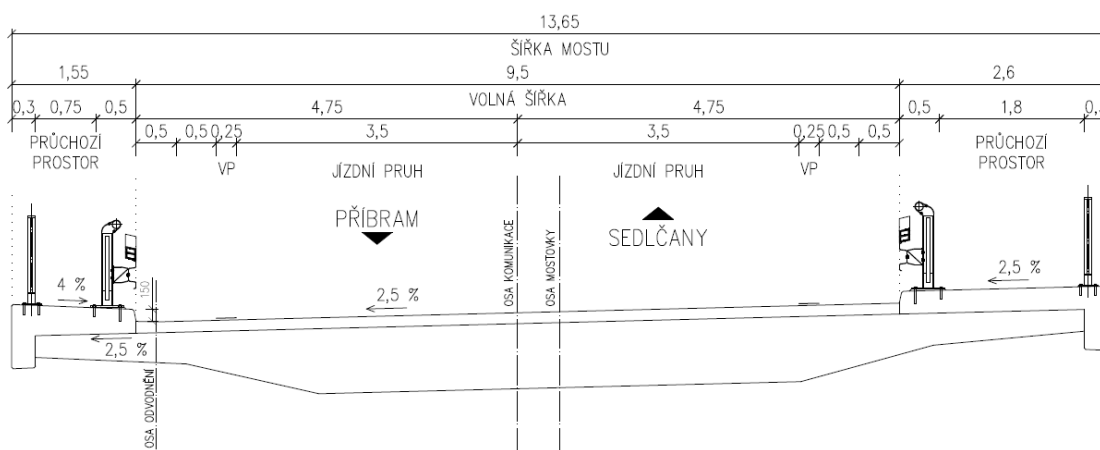 13,65
ŠÍŘKA MOSTU
1,55 9,5 2,6
VOLNÁ ŠÍŘKA
0,3 0,75 0,5 4,75 4,75 0,5 1,8
0,5 0,5 0,25 3,5 3,5 0,25 0,5 0,5
PRŮCHOZÍ
PROSTOR
VP JÍZDNÍ PRUH JÍZDNÍ PRUH VP
PRŮCHOZÍ
PROSTOR
PŘÍBRAM
SEDLČANY
OSA KOMUNIKACE
OSA MOSTOVKY
4 %
150
2,5 %
2,5 %
2,5 %
OSA ODVODNĚNÍ